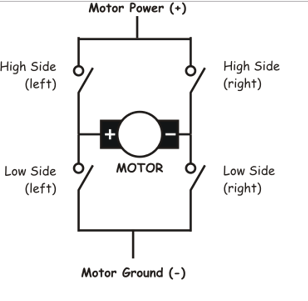 Motor Power (+)
High Side
(left)
High Side
(right)
+
–
MOTOR
Low Side
(left)
Low Side
(right)
Motor Ground (-)